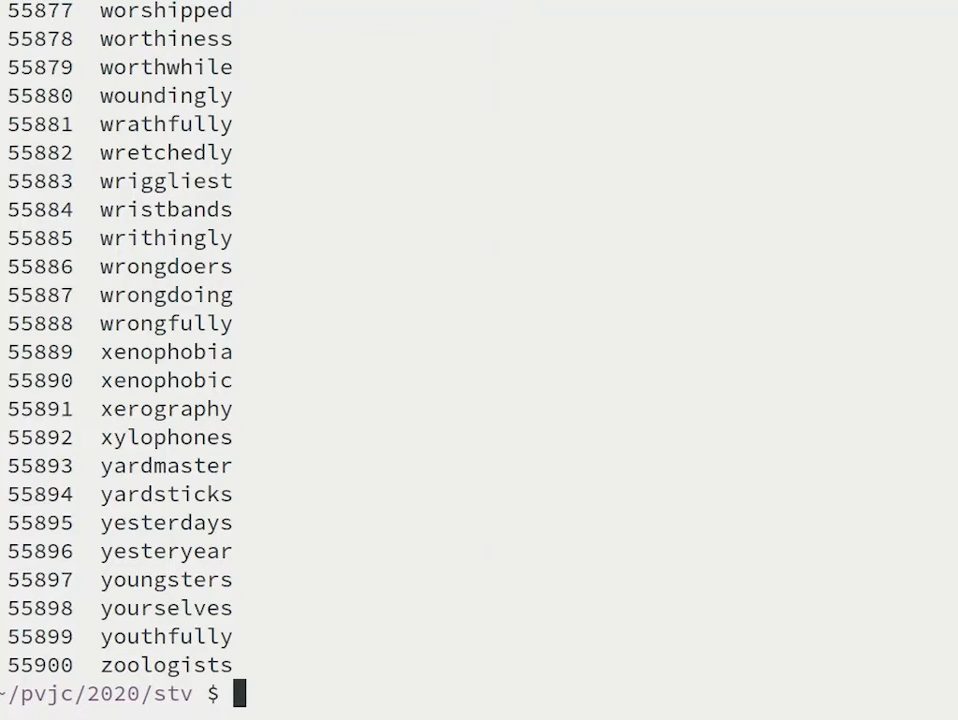 55877 worshipped
55878 worthiness
55879 worthwhile
55880 woundingly
55881 wrathfully
55882 wretchedly
55883 wriggliest
55884 wristbands
55885 writhingly
55886 wrongdoers
55887 wrongdoing
55888 wrongfully
55889 xenophobia
55890 xenophobic
55891 xerography
55892 xylophones
55893 yardmaster
55894 yardsticks
55895 yesterdays
55896 yesteryear
55897 youngsters
55898 yourselves
55899 youthfully
55900 zoologists
~/pvjc/2020/stv $